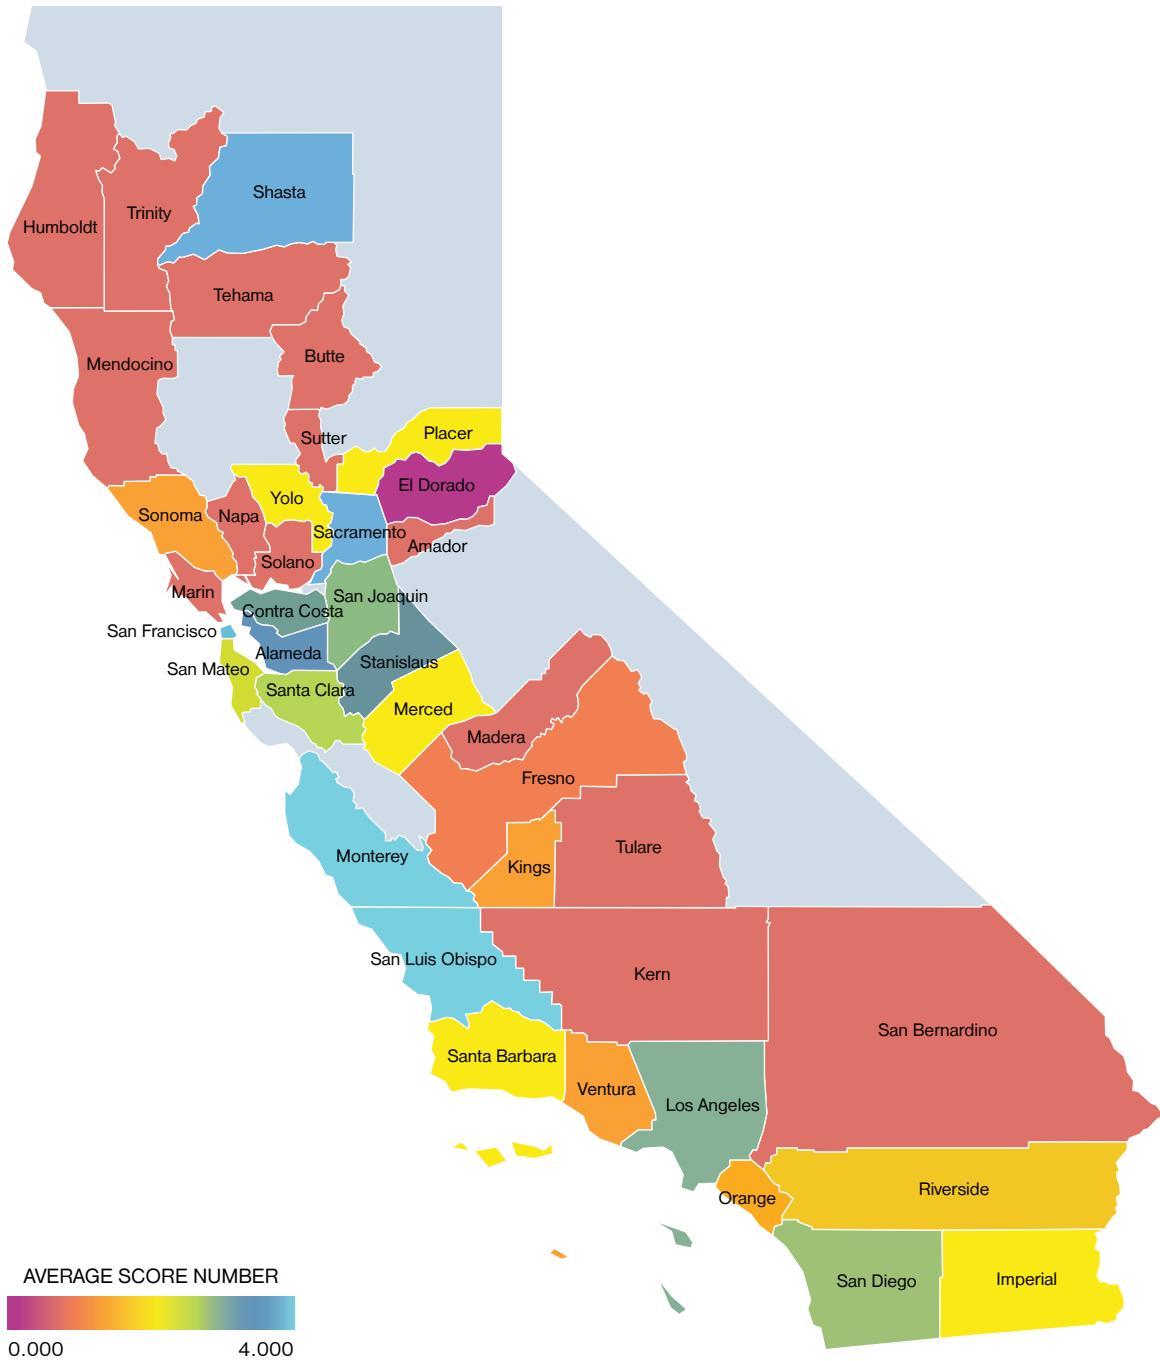 Shasta
Trinity
Humboldt
Tehama
Butte
Mendocino
Placer
Sutter
El Dorado
Yolo
Sonoma
Napa
Sacramento
Amador
Solano
Marin
San Joaquin
Contra Costa
San Francisco
Alameda
Stanislaus
San Mateo
Santa Clara
Merced
Madera
Fresno
Tulare
Monterey
Kings
San Luis Obispo
Kern
San Bernardino
Santa Barbara
Ventura
Los Angeles
Riverside
Orange
San Diego
Imperial
AVERAGE SCORE NUMBER
0.000 4.000